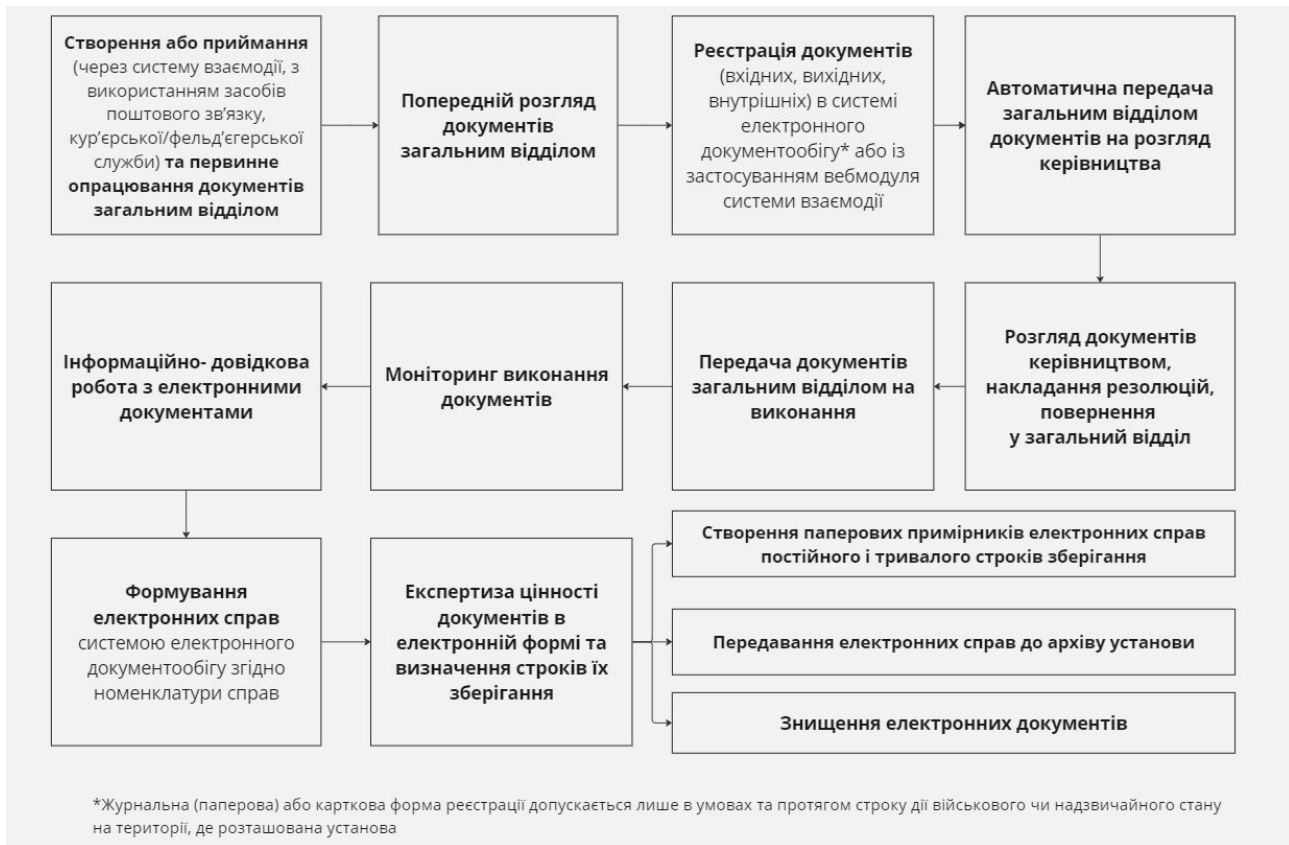 Створення або приймання
(через систему взаємодії, з
використанням засобів
поштового зв’язку,
кур’єрської/фельд’єгерської
служби) та первинне
опрацювання документів
загальним відділом
Попередній розгляд
документів
загальним відділом
Реєстрація документів
(вхідних, вихідних,
внутрішніх) в системі
електронного
документообігу* або із
застосуванням вебмодуля
системи взаємодії
Автоматична передача
загальним відділом
документів на розгляд
керівництва
Розгляд документів
керівництвом,
накладання резолюцій,
повернення
у загальний відділ
Передача документів
загальним відділом на
виконання
Моніторинг виконання
документів
Інформаційно- довідкова
робота з електронними
документами
Формування
електронних справ
системою електронного
документообігу згідно
номенклатури справ
Експертиза цінності
документів в
електронній формі та
визначення строків їх
зберігання
Створення паперових примірників електронних справ
постійного і тривалого строків зберігання
Передавання електронних справ до архіву установи
Знищення електронних документів
*Журнальна (паперова) або карткова форма реєстрації допускається лише в умовах та протягом строку дії військового чи надзвичайного стану
на території, де розташована установа